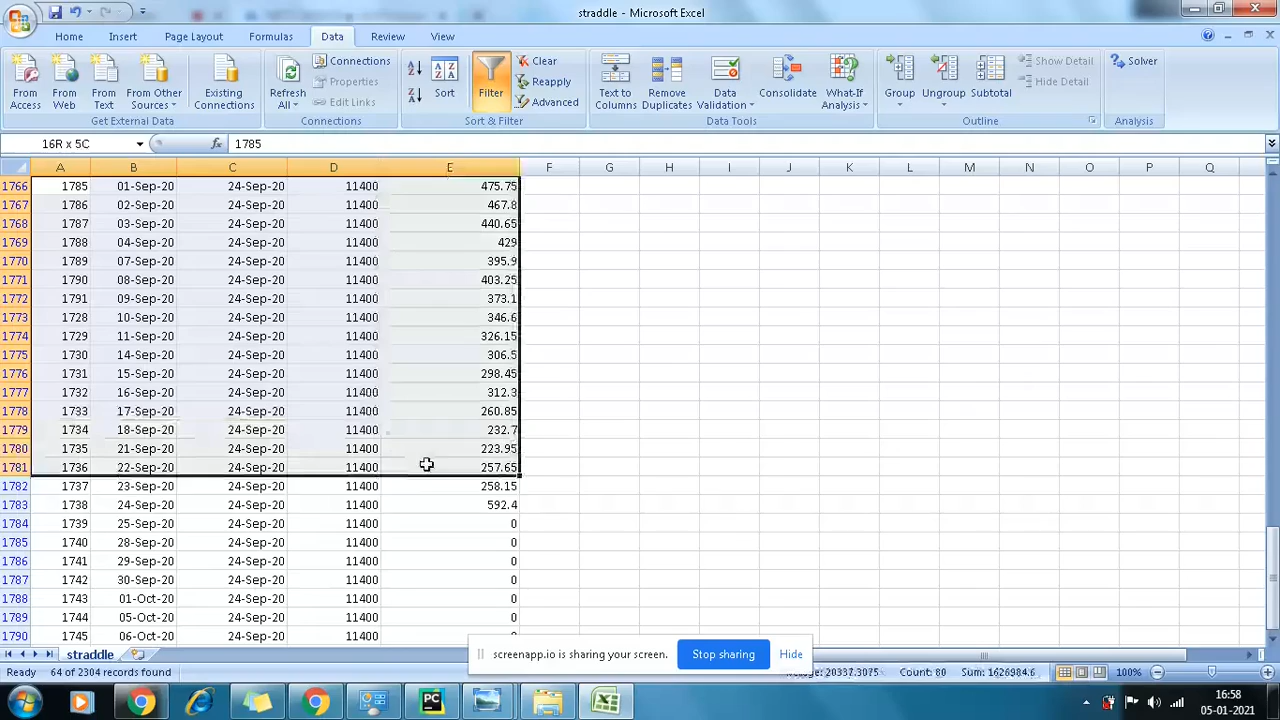 straddle - Microsoft Excel
Home Insert Page Layout Formulas Data Review View
From Access
From Web
From Text
From Other Sources
Existing Connections
Get External Data
Refresh All
Connections
Properties
Edit Links
Connections
Sort
Filter
Clear
Reapply
Advanced
Sort & Filter
Text to Columns
Remove Duplicates
Data Validation
Consolidate
What-If Analysis
Data Tools
Group
Ungroup
Subtotal
Show Detail
Hide Detail
Outline
Solver
Analysis
16R x 5C fx 1785
A B C D E F G H I J K L M N O P Q
1766 1785 01-Sep-20 24-Sep-20 11400 475.75
1767 1786 02-Sep-20 24-Sep-20 11400 467.8
1768 1787 03-Sep-20 24-Sep-20 11400 440.65
1769 1788 04-Sep-20 24-Sep-20 11400 429
1770 1789 07-Sep-20 24-Sep-20 11400 395.9
1771 1790 08-Sep-20 24-Sep-20 11400 403.25
1772 1791 09-Sep-20 24-Sep-20 11400 373.1
1773 1728 10-Sep-20 24-Sep-20 11400 346.6
1774 1729 11-Sep-20 24-Sep-20 11400 326.15
1775 1730 14-Sep-20 24-Sep-20 11400 306.5
1776 1731 15-Sep-20 24-Sep-20 11400 298.45
1777 1732 16-Sep-20 24-Sep-20 11400 312.3
1778 1733 17-Sep-20 24-Sep-20 11400 260.85
1779 1734 18-Sep-20 24-Sep-20 11400 232.7
1780 1735 21-Sep-20 24-Sep-20 11400 223.95
1781 1736 22-Sep-20 24-Sep-20 11400 257.65
1782 1737 23-Sep-20 24-Sep-20 11400 258.15
1783 1738 24-Sep-20 24-Sep-20 11400 592.4
1784 1739 25-Sep-20 24-Sep-20 11400 0
1785 1740 28-Sep-20 24-Sep-20 11400 0
1786 1741 29-Sep-20 24-Sep-20 11400 0
1787 1742 30-Sep-20 24-Sep-20 11400 0
1788 1743 01-Oct-20 24-Sep-20 11400 0
1789 1744 05-Oct-20 24-Sep-20 11400 0
1790 1745 06-Oct-20 24-Sep-20 11400
straddle
screenapp.io is sharing your screen. Stop sharing Hide
Ready 64 of 2304 records found 20337.3075 Count: 80 Sum: 1626984.6 100%
PC
16:58
05-01-2021